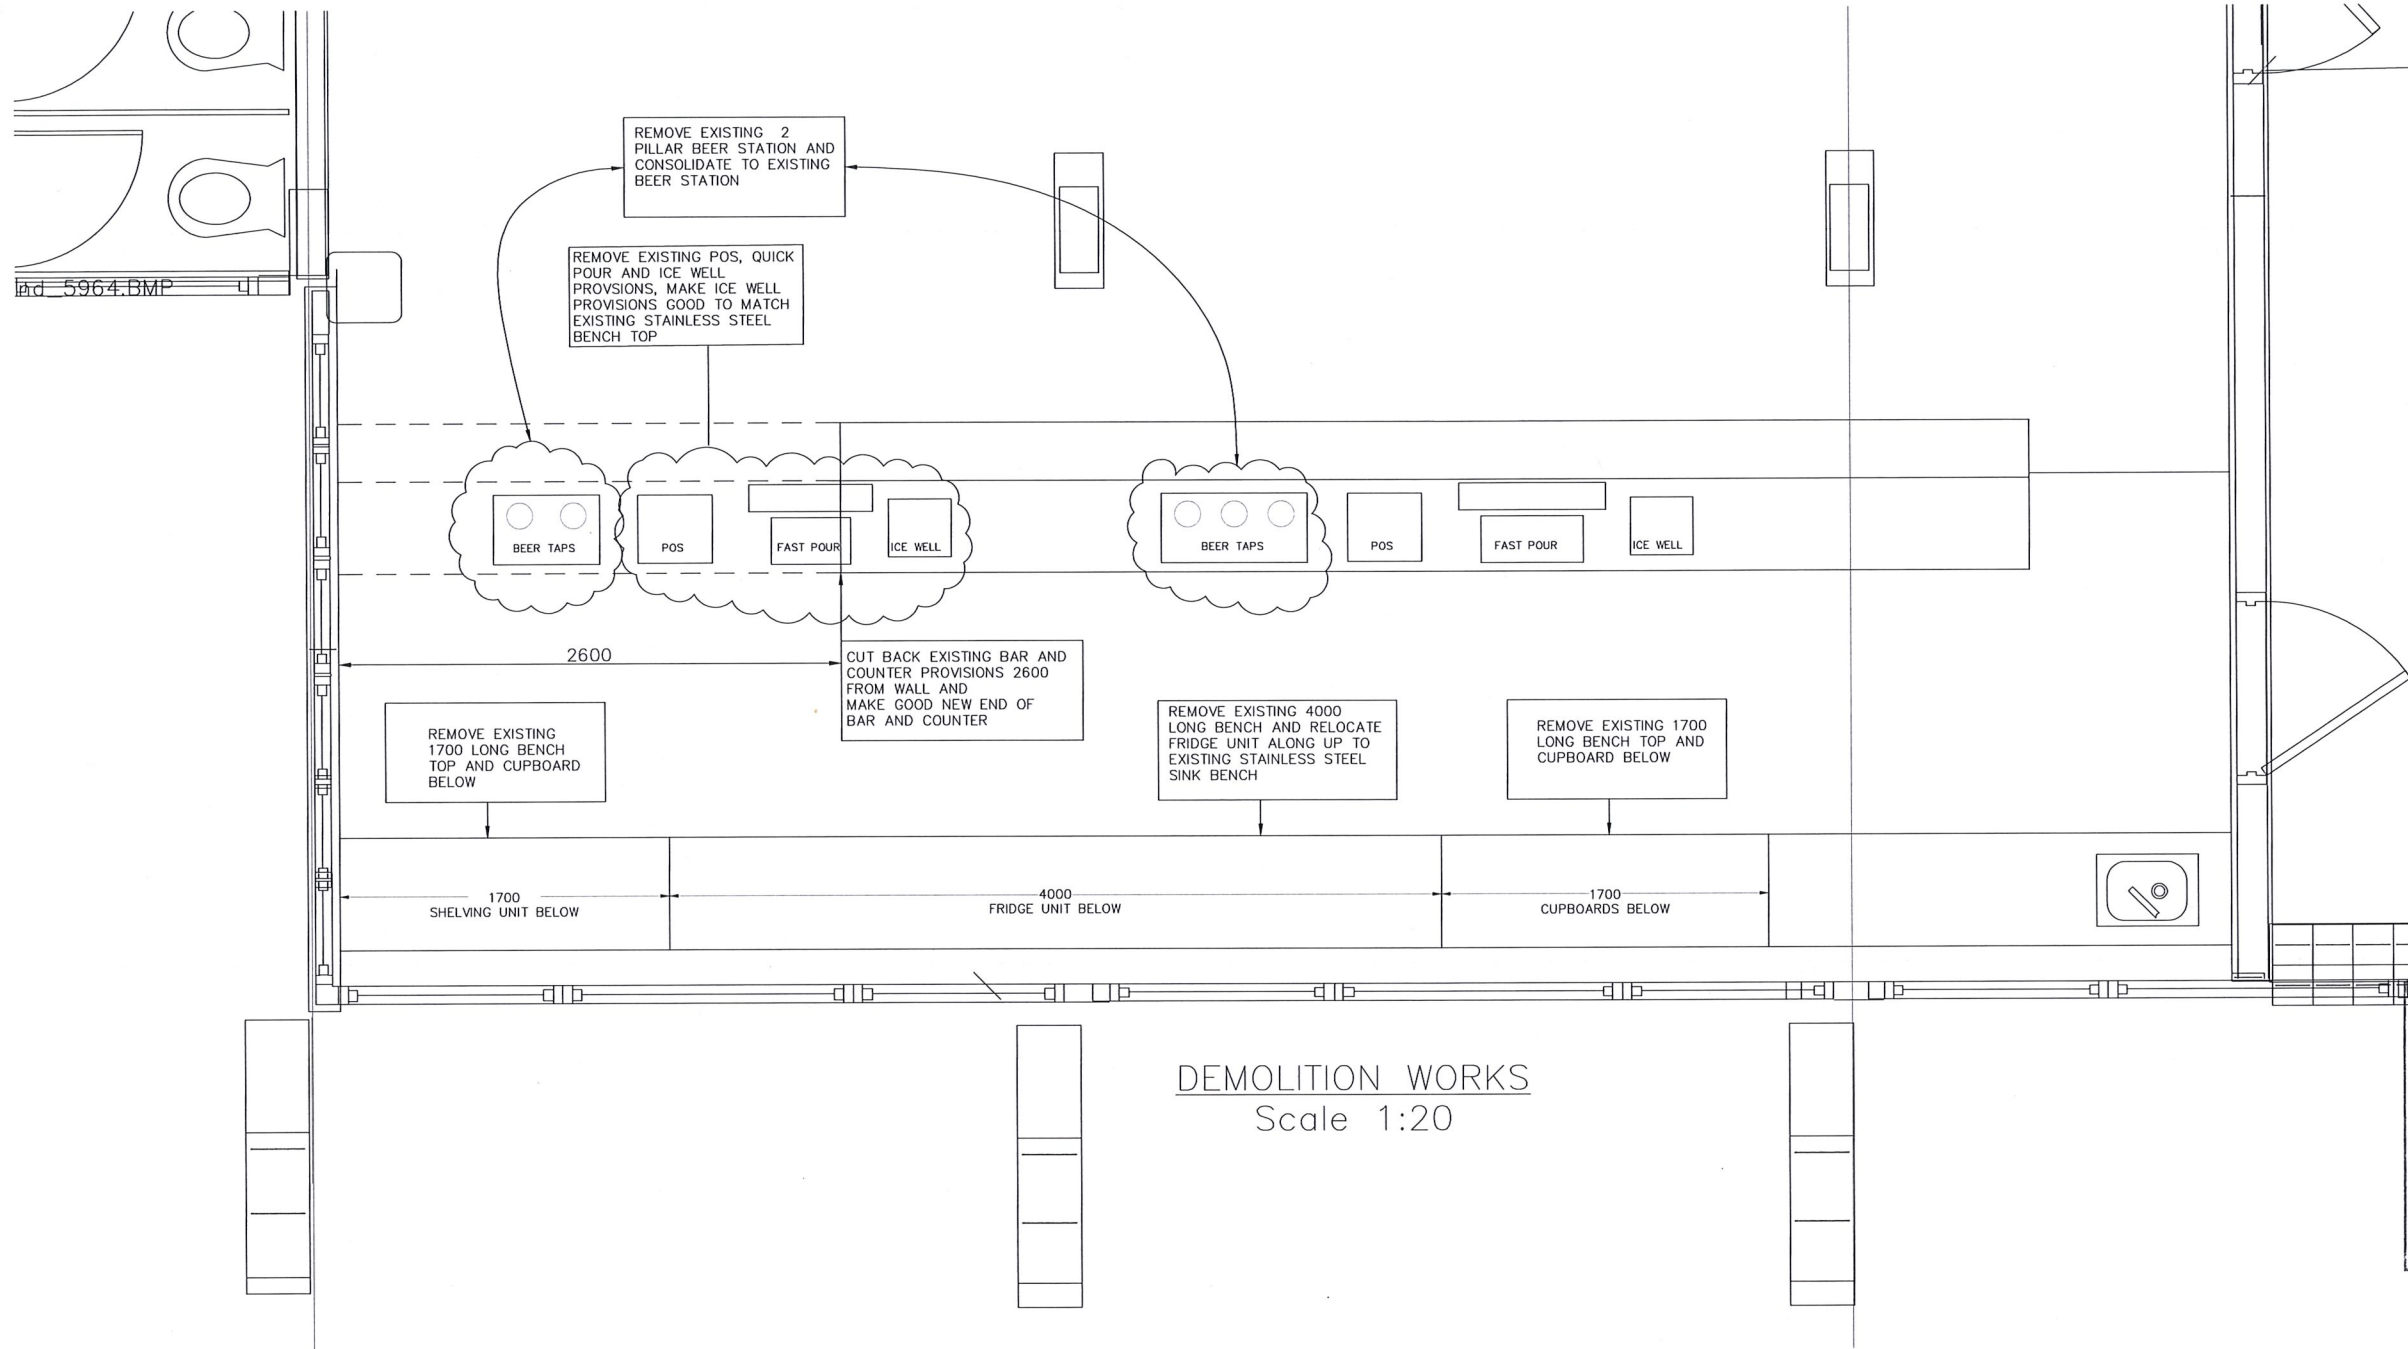 REMOVE EXISTING  2
PILLAR BEER STATION AND
CONSOLIDATE TO EXISTING
BEER STATION
REMOVE EXISTING POS, QUICK
POUR AND ICE WELL
PROVSIONS, MAKE ICE WELL
PROVISIONS GOOD TO MATCH
EXISTING STAINLESS STEEL
BENCH TOP
nd_5964.BMP
BEER TAPS
POS
FAST POUR
ICE WELL
BEER TAPS
POS
FAST POUR
ICE WELL
2600
CUT BACK EXISTING BAR AND
COUNTER PROVISIONS 2600
FROM WALL AND
MAKE GOOD NEW END OF
BAR AND COUNTER
REMOVE EXISTING
1700 LONG BENCH
TOP AND CUPBOARD
BELOW
REMOVE EXISTING 4000
LONG BENCH AND RELOCATE
FRIDGE UNIT ALONG UP TO
EXISTING STAINLESS STEEL
SINK BENCH
REMOVE EXISTING 1700
LONG BENCH TOP AND
CUPBOARD BELOW
1700
SHELVING UNIT BELOW
4000
FRIDGE UNIT BELOW
1700
CUPBOARDS BELOW
DEMOLITION WORKS
Scale 1:20